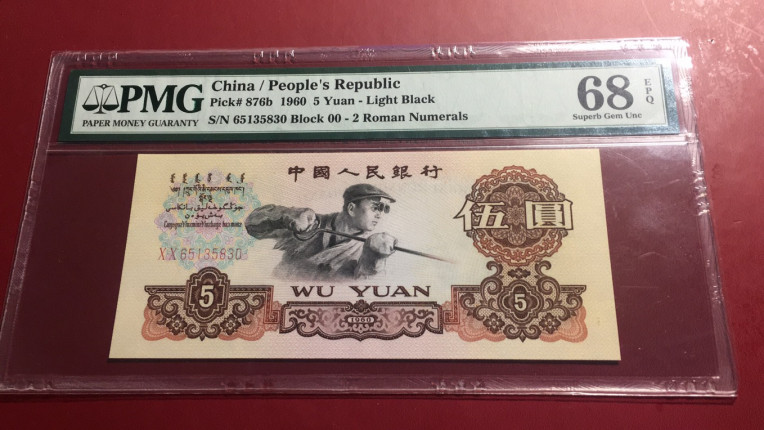 PMG
PAPER MONEY GUARANTY
China / People's Republic
Pick# 876b 1960 5 Yuan - Light Black
S/N 65135830 Block 00 - 2 Roman Numerals
68
EPQ
Superb Gem Unc
中國人民銀行
伍圓
XX65135830
WU YUAN
5
1960
5